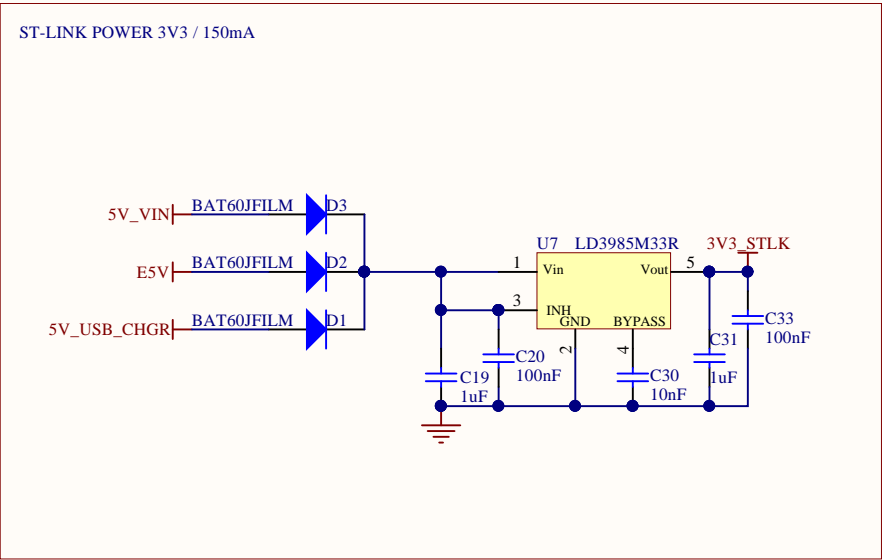 ST-LINK POWER 3V3 / 150mA
5V_VIN BAT60JFILM D3
E5V BAT60JFILM D2
5V_USB_CHGR BAT60JFILM D1
U7 LD3985M33R 3V3_STLK
1 Vin Vout 5
3 INH
GND BYPASS
2 4
C33
100nF
C31
1uF
C20
100nF
C19
1uF
C30
10nF